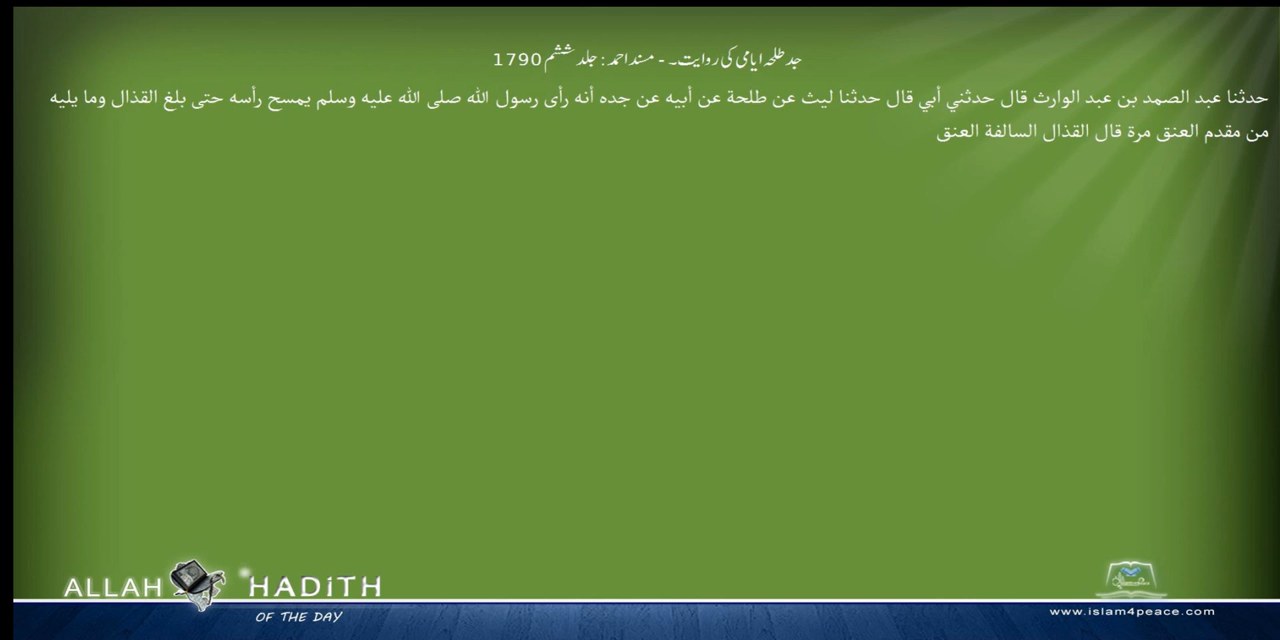 جد طلحہ ایامی کی روایت۔ - مسند احمد : جلد ششم 1790
حدثنا عبد الصمد بن عبد الوارث قال حدثني أبي قال حدثنا ليث عن طلحة عن أبيه عن جده أنه رأى رسول الله صلى الله عليه وسلم يمسح رأسه حتى بلغ القذال وما يليه
من مقدم العنق مرة قال القذال السالفة العنق
ALLAH HADITH
OF THE DAY
www.islam4peace.com